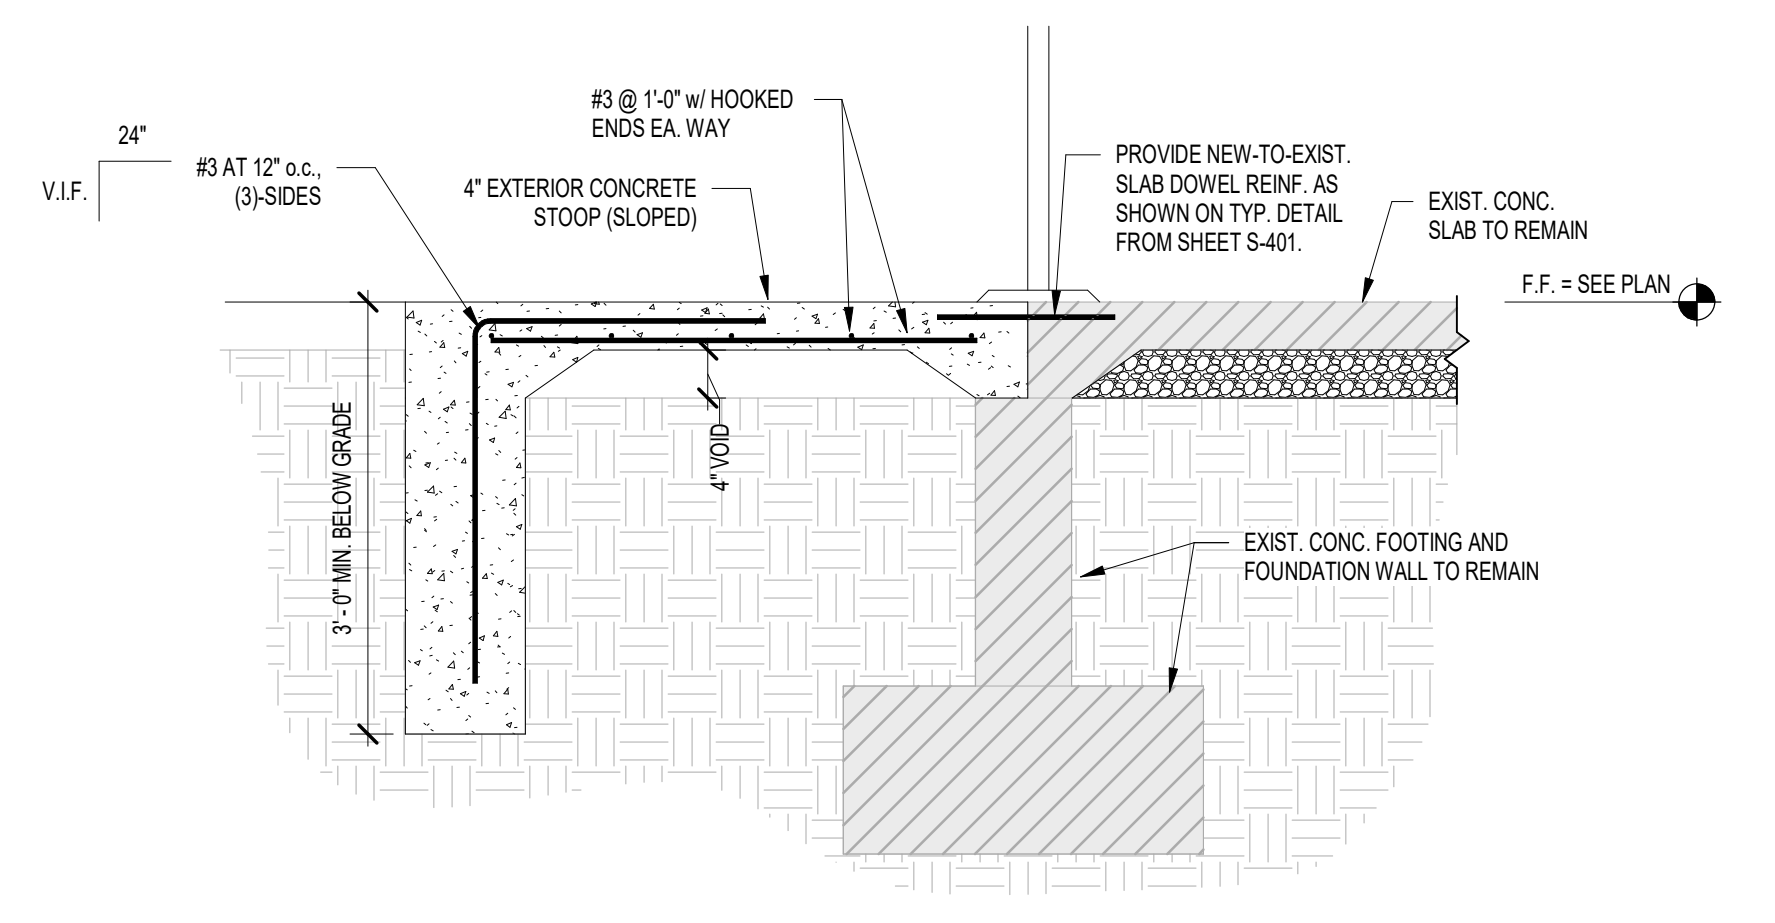 24"
V.I.F.
#3 AT 12" o.c.,
(3)-SIDES
#3 @ 1'-0" w/ HOOKED
ENDS EA. WAY
4" EXTERIOR CONCRETE
STOOP (SLOPED)
PROVIDE NEW-TO-EXIST.
SLAB DOWEL REINF. AS
SHOWN ON TYP. DETAIL
FROM SHEET S-401.
EXIST. CONC.
SLAB TO REMAIN
F.F. = SEE PLAN
3' - 0" MIN. BELOW GRADE
4" VOID
EXIST. CONC. FOOTING AND
FOUNDATION WALL TO REMAIN